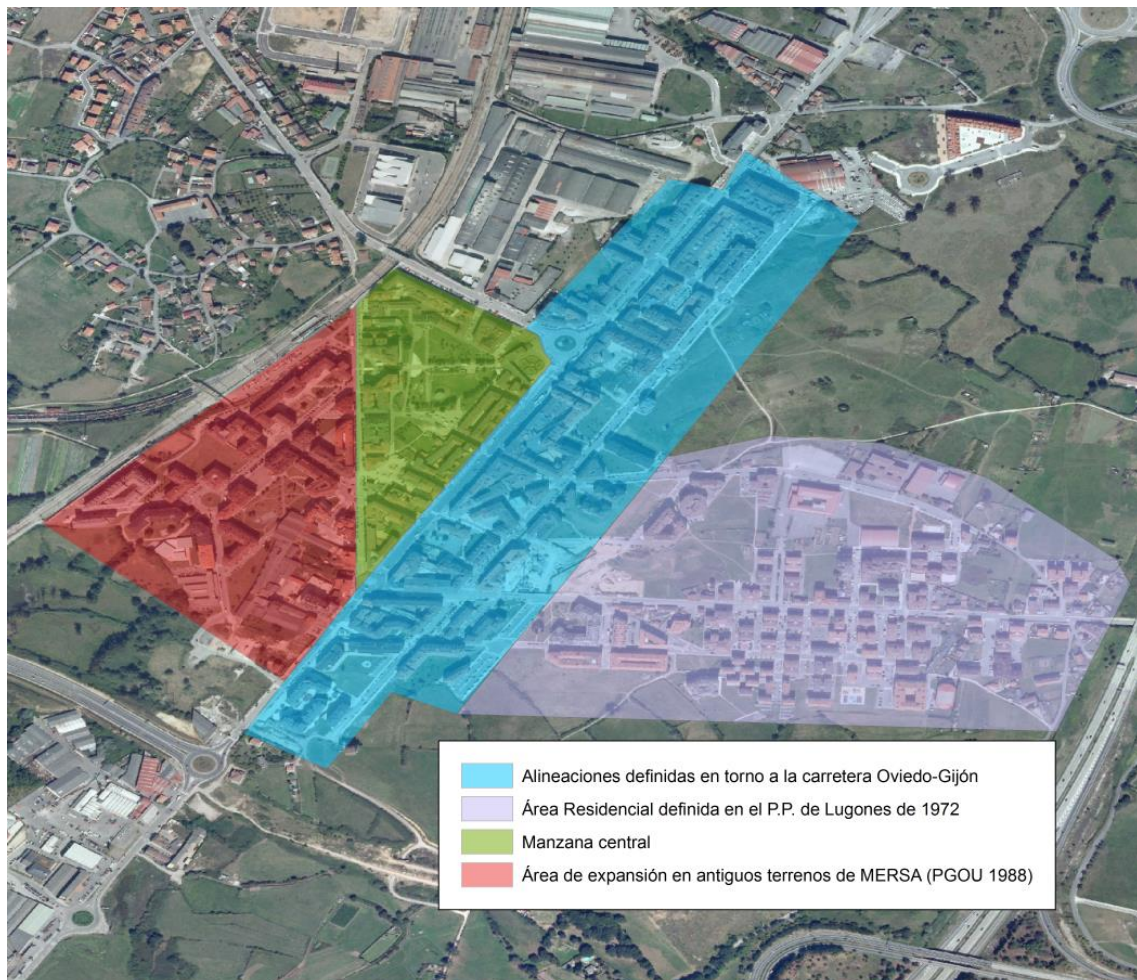 Alineaciones definidas en torno a la carretera Oviedo-Gijón
Área Residencial definida en el P.P. de Lugones de 1972
Manzana central
Área de expansión en antiguos terrenos de MERSA (PGOU 1988)